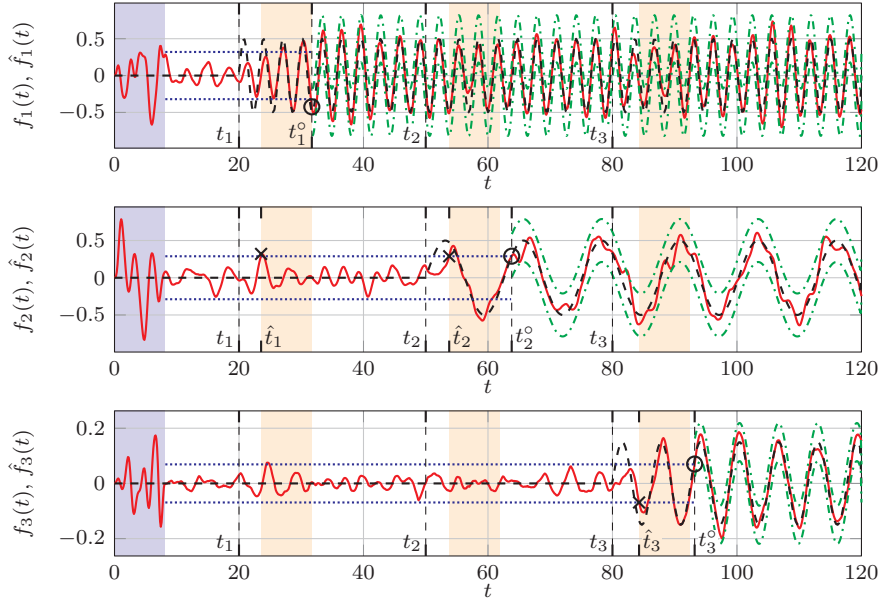 f₁(t), f̂₁(t)
0.5
0
−0.5
t₁ t₁° t₂ t₃
0 20 40 60 80 100 120
t
f₂(t), f̂₂(t)
0.5
0
−0.5
t₁ t̂₁ t₂ t̂₂ t₂° t₃
0 20 40 60 80 100 120
t
f₃(t), f̂₃(t)
0.2
0
−0.2
t₁ t₂ t₃ t̂₃ t₃°
0 20 40 60 80 100 120
t